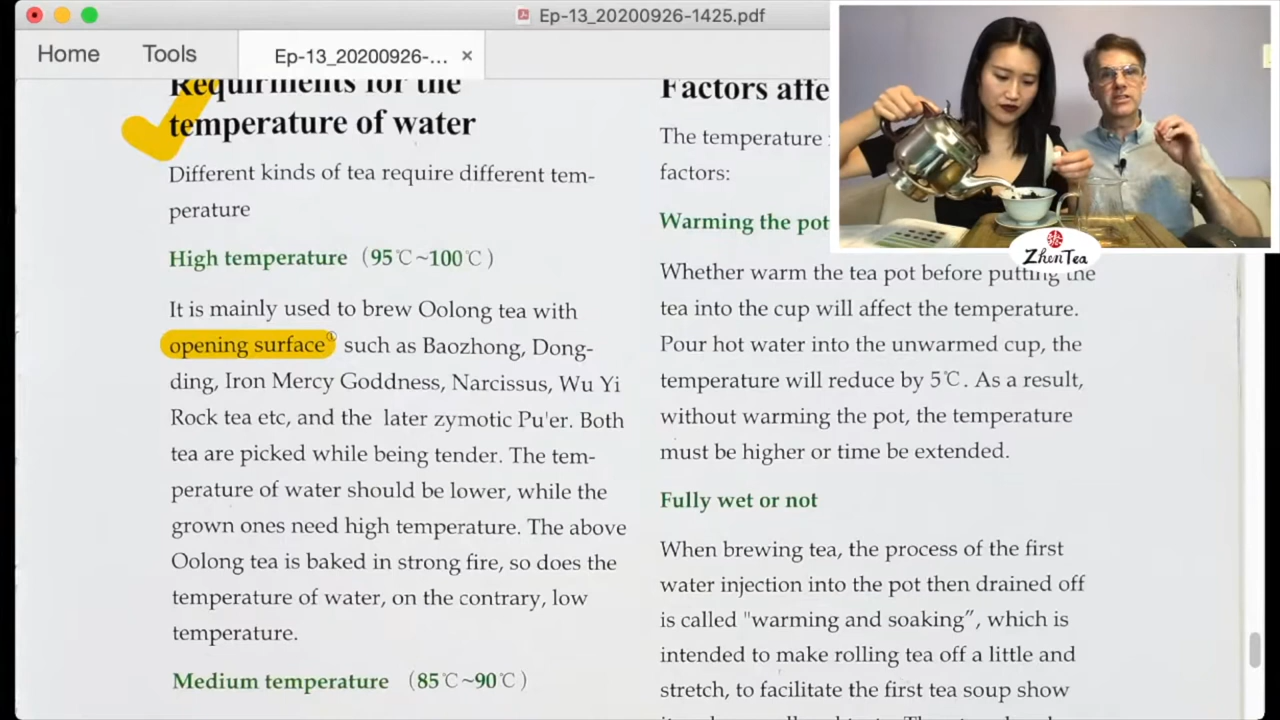 Ep-13_20200926-1425.pdf
Home
Tools
Ep-13_20200926-...
Requirments for the
temperature of water
Different kinds of tea require different tem-
perature
High temperature (95℃~100℃)
It is mainly used to brew Oolong tea with
opening surface① such as Baozhong, Dong-
ding, Iron Mercy Goddness, Narcissus, Wu Yi
Rock tea etc, and the later zymotic Pu'er. Both
tea are picked while being tender. The tem-
perature of water should be lower, while the
grown ones need high temperature. The above
Oolong tea is baked in strong fire, so does the
temperature of water, on the contrary, low
temperature.
Medium temperature (85℃~90℃)
Factors affe
The temperature
factors:
Warming the pot
Whether warm the tea pot before putting the
tea into the cup will affect the temperature.
Pour hot water into the unwarmed cup, the
temperature will reduce by 5℃. As a result,
without warming the pot, the temperature
must be higher or time be extended.
Fully wet or not
When brewing tea, the process of the first
water injection into the pot then drained off
is called "warming and soaking”, which is
intended to make rolling tea off a little and
stretch, to facilitate the first tea soup show
ZhenTea